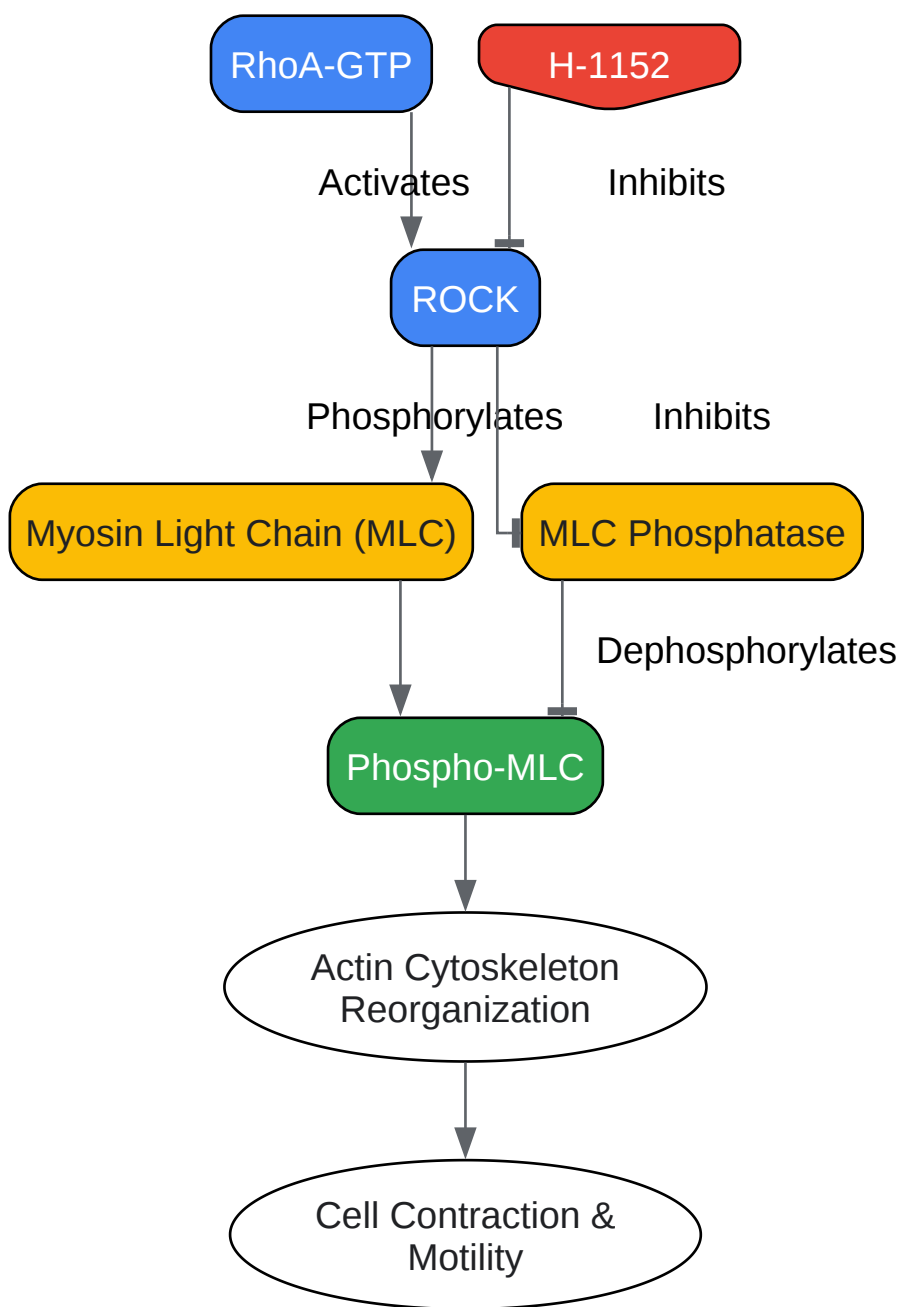 RhoA-GTP
H-1152
Activates
Inhibits
ROCK
Phosphorylates
Inhibits
Myosin Light Chain (MLC)
MLC Phosphatase
Dephosphorylates
Phospho-MLC
Actin Cytoskeleton
Reorganization
Cell Contraction &
Motility